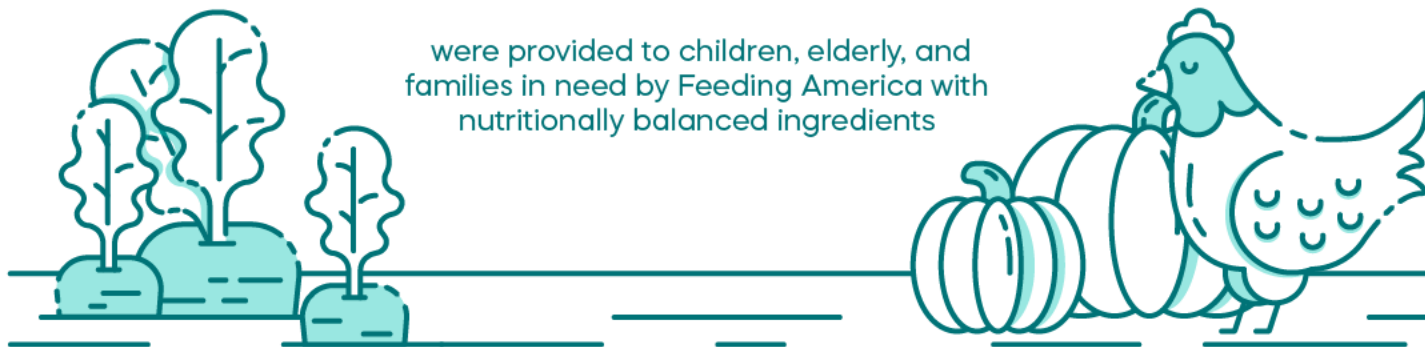 were provided to children, elderly, and
families in need by Feeding America with
nutritionally balanced ingredients